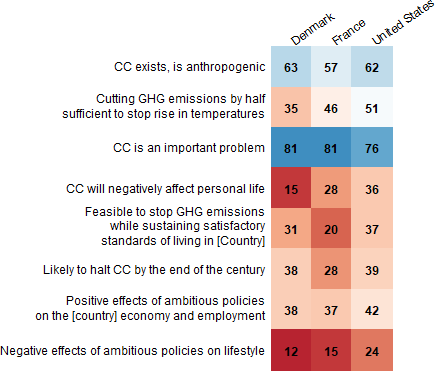 Denmark France United States
CC exists, is anthropogenic 63 57 62
Cutting GHG emissions by half
sufficient to stop rise in temperatures 35 46 51
CC is an important problem 81 81 76
CC will negatively affect personal life 15 28 36
Feasible to stop GHG emissions
while sustaining satisfactory 31 20 37
standards of living in [Country]
Likely to halt CC by the end of the century 38 28 39
Positive effects of ambitious policies
on the [country] economy and employment 38 37 42
Negative effects of ambitious policies on lifestyle 12 15 24